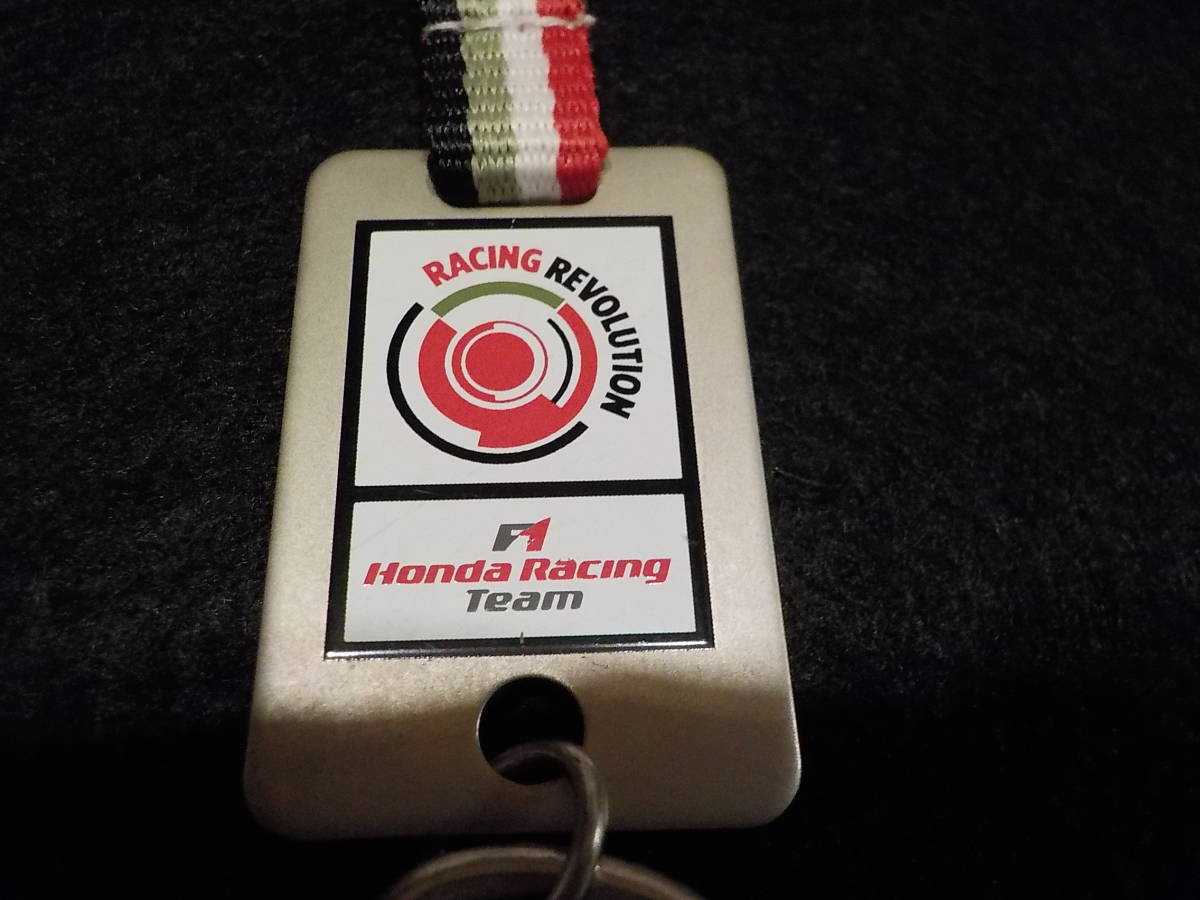 RACING REVOLUTION
F1
Honda Racing
Team